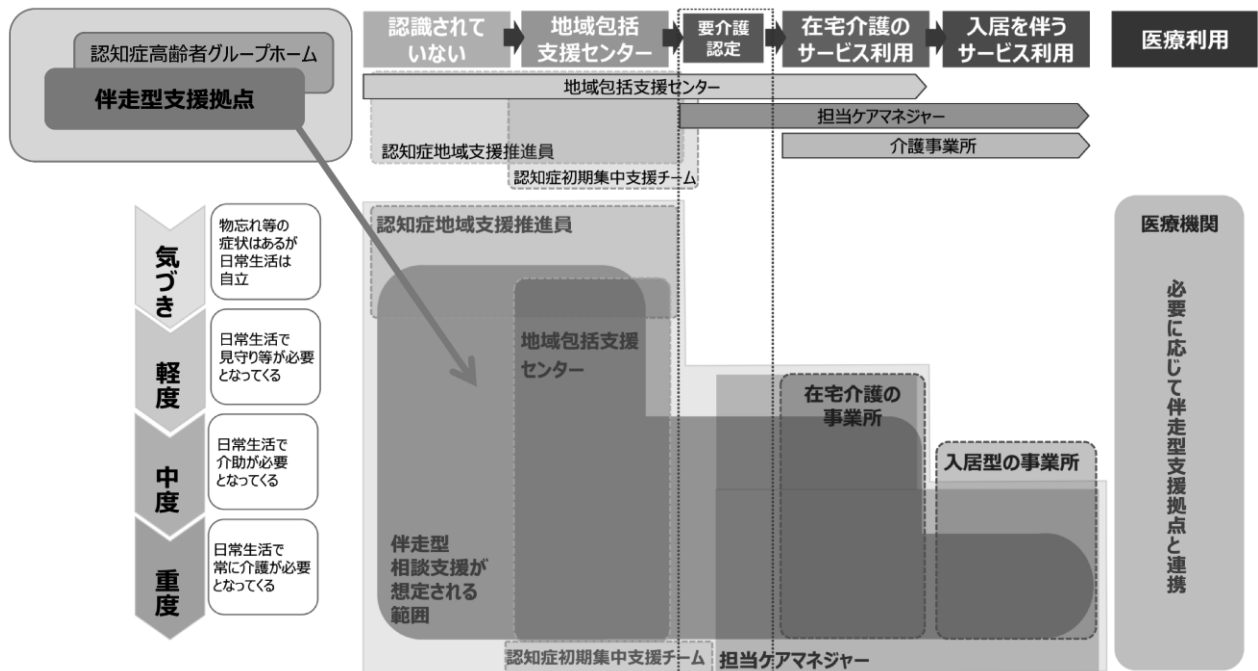 認知症高齢者グループホーム
伴走型支援拠点
認識されて
いない
地域包括
支援センター
要介護
認定
在宅介護の
サービス利用
入居を伴う
サービス利用
医療利用
地域包括支援センター
担当ケアマネジャー
介護事業所
認知症地域支援推進員
認知症初期集中支援チーム
気づき
物忘れ等の
症状はあるが
日常生活は
自立
軽度
日常生活で
見守り等が必要
となってくる
中度
日常生活で
介助が必要
となってくる
重度
日常生活で
常に介護が必要
となってくる
認知症地域支援推進員
地域包括支援
センター
在宅介護の
事業所
入居型の事業所
伴走型
相談支援が
想定される
範囲
認知症初期集中支援チーム
担当ケアマネジャー
医療機関
必要に応じて伴走型支援拠点と連携